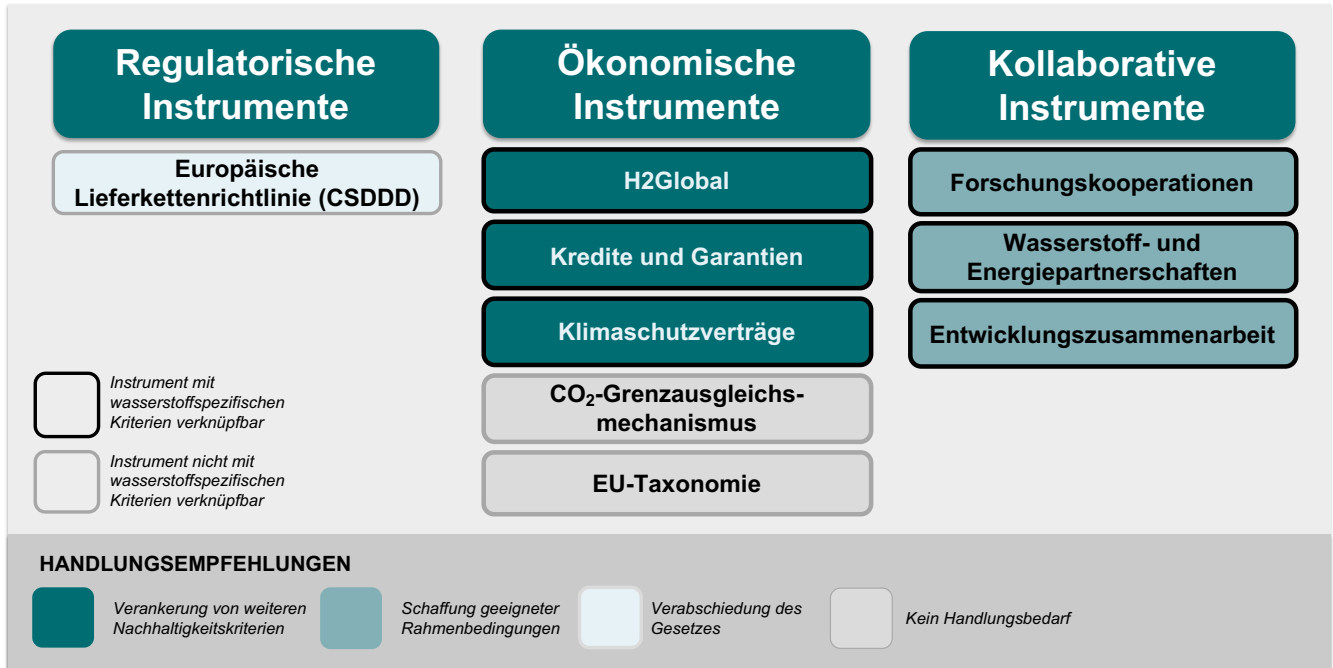 Regulatorische
Instrumente
Europäische
Lieferkettenrichtlinie (CSDDD)
Ökonomische
Instrumente
H2Global
Kredite und Garantien
Klimaschutzverträge
CO₂-Grenzausgleichs-
mechanismus
EU-Taxonomie
Kollaborative
Instrumente
Forschungskooperationen
Wasserstoff- und
Energiepartnerschaften
Entwicklungszusammenarbeit
Instrument mit
wasserstoffspezifischen
Kriterien verknüpfbar
Instrument nicht mit
wasserstoffspezifischen
Kriterien verknüpfbar
HANDLUNGSEMPFEHLUNGEN
Verankerung von weiteren
Nachhaltigkeitskriterien
Schaffung geeigneter
Rahmenbedingungen
Verabschiedung des
Gesetzes
Kein Handlungsbedarf